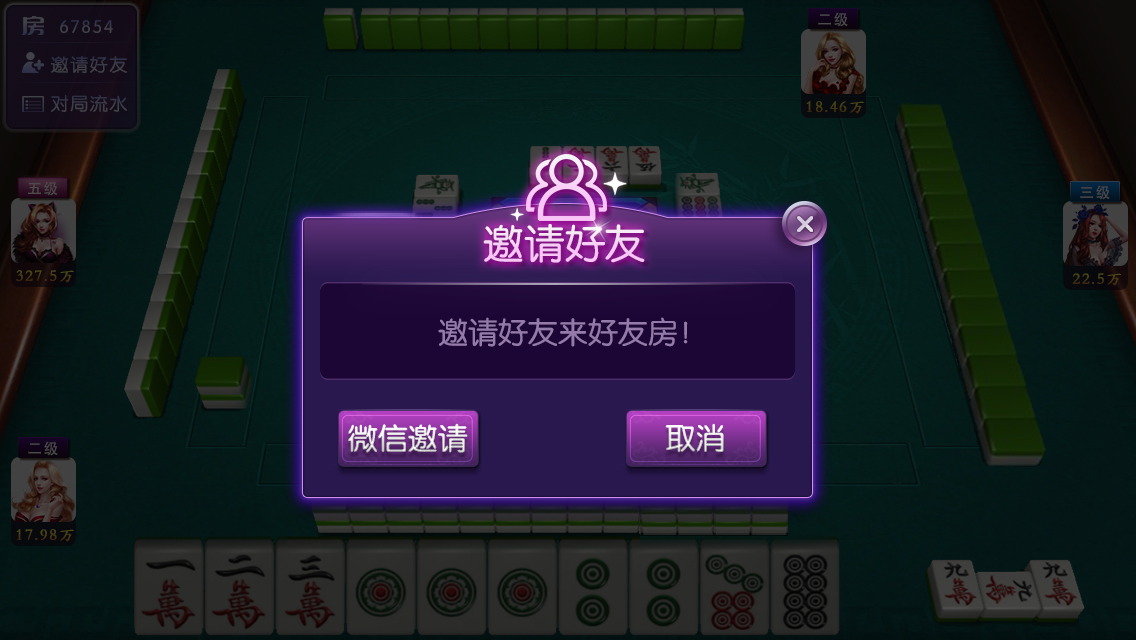 房 67854
邀请好友
对局流水
二级
18.46万
五级
327.5万
三级
22.5万
邀请好友
邀请好友来好友房!
微信邀请
取消
二级
17.98万
一萬
二萬
三萬
九萬
九萬
九萬